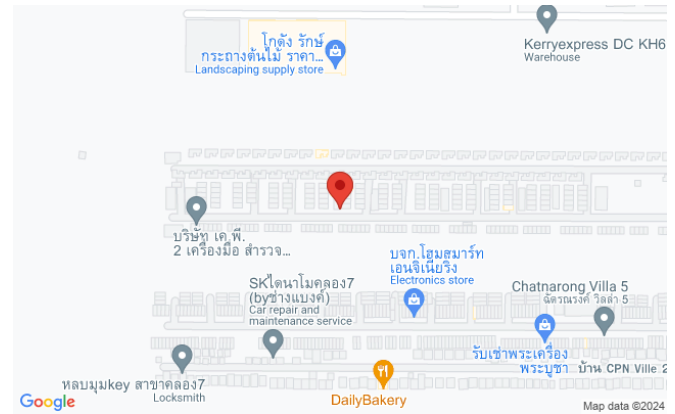 โกดัง รักษ์
กระถางต้นไม้ ราคา...
Landscaping supply store
Kerryexpress DC KH6
Warehouse
บริษัท เค.พี.
2 เครื่องมือ สำรวจ...
บจก.โฮมสมาร์ท
เอนจิเนียริง
Electronics store
SKไดนาโมคลอง7
(byช่างแบงค์)
Car repair and
maintenance service
Chatnarong Villa 5
ฉัตรณรงค์ วิลล่า 5
รับเช่าพระเครื่อง
พระบูชา
บ้าน CPN Ville 2
หลบมุมkey สาขาคลอง7
Locksmith
DailyBakery
Google
Map data ©2024